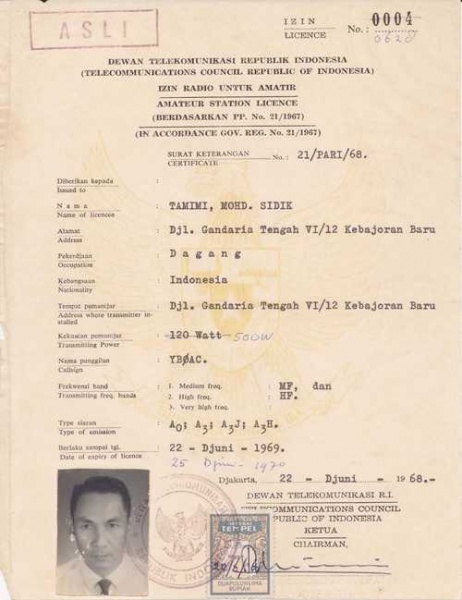 ASLI
IZIN
LICENCE No.: 0004
0620
DEWAN TELEKOMUNIKASI REPUBLIK INDONESIA
(TELECOMMUNICATIONS COUNCIL REPUBLIC OF INDONESIA)
IZIN RADIO UNTUK AMATIR
AMATEUR STATION LICENCE
(BERDASARKAN PP. No. 21/1967)
(IN ACCORDANCE GOV. REG. No. 21/1967)
SURAT KETERANGAN
CERTIFICATE No.: 21/PARI/68.
Diberikan kepada :
Issued to
Nama : TAMIMI, MOHD. SIDIK
Name of licencee
Alamat : Djl. Gandaria Tengah VI/12 Kebajoran Baru
Address
Pekerdjaan : Dagang
Occupation
Kebangsaan : Indonesia
Nationality
Tempat pemantjar : Djl. Gandaria Tengah VI/12 Kebajoran Baru
Address where transmitter in-
stalled
Kekuatan pemantjar : 120 Watt 500W
Transmitting Power
Nama panggilan : YBØAC.
Callsign
Frekwensi band : 1. Medium freq. : MF, dan
Transmitting freq. bands 2. High freq. : HF.
3. Very high freq. :
Type siaran : A0; A3; A3J; A3H.
Type of emission
Berlaku sampai tgl. : 22 - Djuni - 1969.
Date of expiry of licence
25 Djuni - 1970
Djakarta, 22 - Djuni - 1968.-
DEWAN TELEKOMUNIKASI R.I.
TELECOMMUNICATIONS COUNCIL
REPUBLIC OF INDONESIA
KETUA
CHAIRMAN,
TEMPEL
DUAPULUHLIMA
RUPIAH